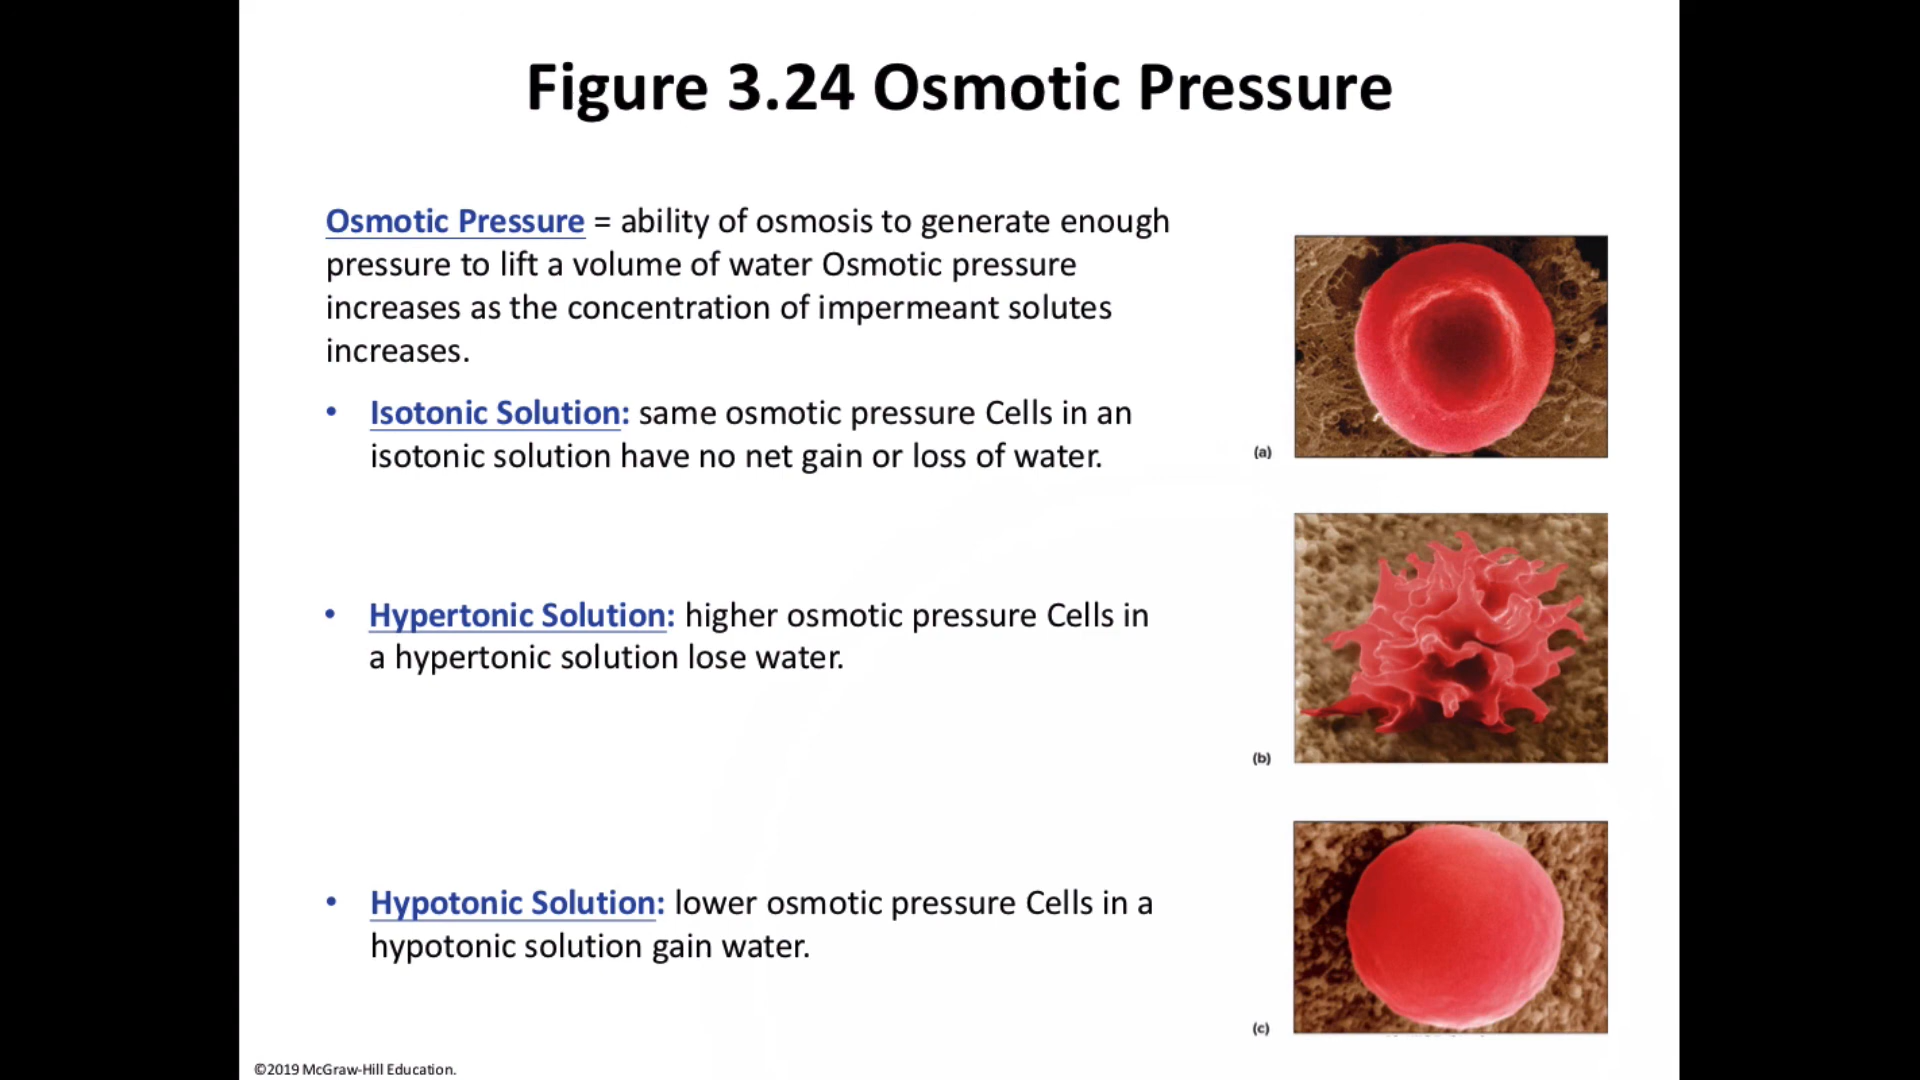 Figure 3.24 Osmotic Pressure
Osmotic Pressure = ability of osmosis to generate enough
pressure to lift a volume of water Osmotic pressure
increases as the concentration of impermeant solutes
increases.
• Isotonic Solution: same osmotic pressure Cells in an
isotonic solution have no net gain or loss of water.
(a)
• Hypertonic Solution: higher osmotic pressure Cells in
a hypertonic solution lose water.
(b)
• Hypotonic Solution: lower osmotic pressure Cells in a
hypotonic solution gain water.
(c)
©2019 McGraw-Hill Education.